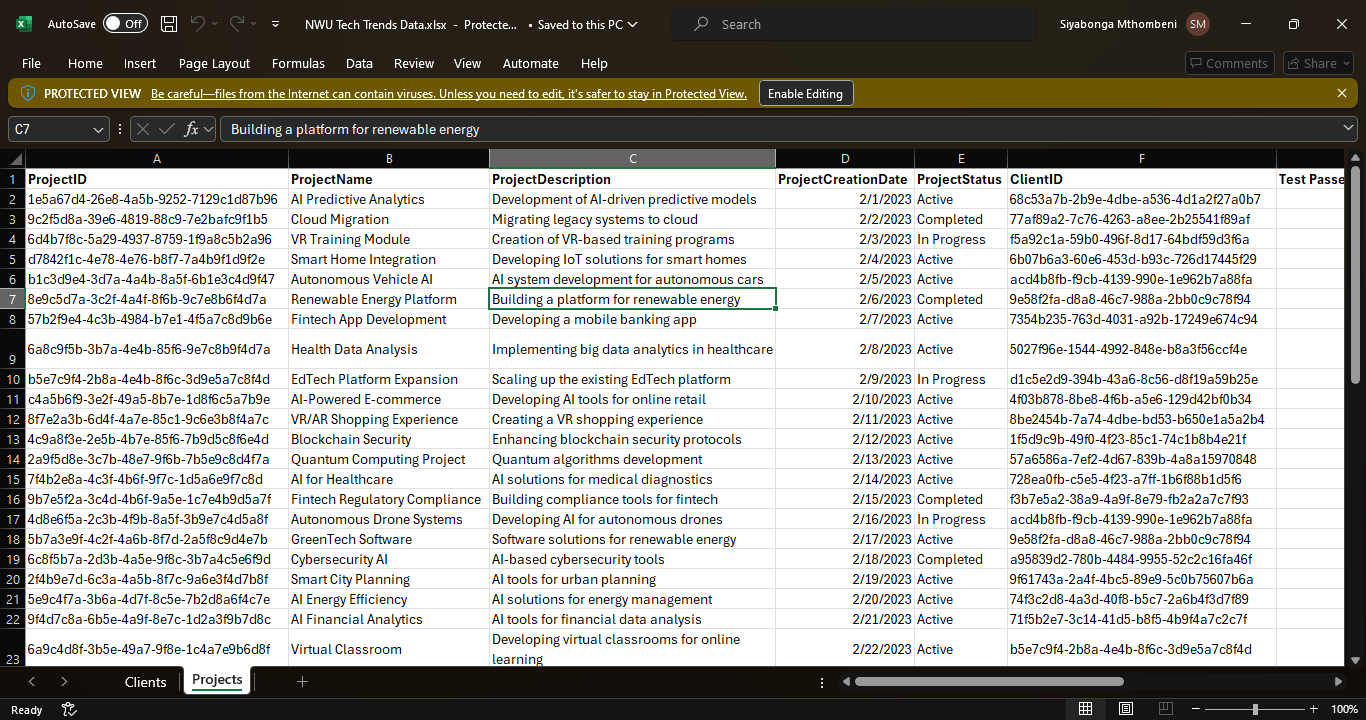 AutoSave Off NWU Tech Trends Data.xlsx - Protecte... • Saved to this PC Search Siyabonga Mthombeni SM
File Home Insert Page Layout Formulas Data Review View Automate Help Comments Share
PROTECTED VIEW Be careful—files from the Internet can contain viruses. Unless you need to edit, it's safer to stay in Protected View. Enable Editing
C7 fx Building a platform for renewable energy
A B C D E F
1 ProjectID ProjectName ProjectDescription ProjectCreationDate ProjectStatus ClientID Test Passe
2 1e5a67d4-26e8-4a5b-9252-7129c1d87b96 AI Predictive Analytics Development of AI-driven predictive models 2/1/2023 Active 68c53a7b-2b9e-4dbe-a536-4d1a2f27a0b7
3 9c2f5d8a-39e6-4819-88c9-7e2bafc9f1b5 Cloud Migration Migrating legacy systems to cloud 2/2/2023 Completed 77af89a2-7c76-4263-a8ee-2b25541f89af
4 6d4b7f8c-5a29-4937-8759-1f9a8c5b2a96 VR Training Module Creation of VR-based training programs 2/3/2023 In Progress f5a92c1a-59b0-496f-8d17-64bdf59d3f6a
5 d7842f1c-4e78-4e76-b8f7-7a4b9f1d9f2e Smart Home Integration Developing IoT solutions for smart homes 2/4/2023 Active 6b07b6a3-60e6-453d-b93c-726d17445f29
6 b1c3d9e4-3d7a-4a4b-8a5f-6b1e3c4d9f47 Autonomous Vehicle AI AI system development for autonomous cars 2/5/2023 Active acd4b8fb-f9cb-4139-990e-1e962b7a88fa
7 8e9c5d7a-3c2f-4a4f-8f6b-9c7e8b6f4d7a Renewable Energy Platform Building a platform for renewable energy 2/6/2023 Completed 9e58f2fa-d8a8-46c7-988a-2bb0c9c78f94
8 57b2f9e4-4c3b-4984-b7e1-4f5a7c8d9b6e Fintech App Development Developing a mobile banking app 2/7/2023 Active 7354b235-763d-4031-a92b-17249e674c94
9 6a8c9f5b-3b7a-4e4b-85f6-9e7c8b9f4d7a Health Data Analysis Implementing big data analytics in healthcare 2/8/2023 Active 5027f96e-1544-4992-848e-b8a3f56ccf4e
10 b5e7c9f4-2b8a-4e4b-8f6c-3d9e5a7c8f4d EdTech Platform Expansion Scaling up the existing EdTech platform 2/9/2023 In Progress d1c5e2d9-394b-43a6-8c56-d8f19a59b25e
11 c4a5b6f9-3e2f-49a5-8b7e-1d8f6c5a7b9e AI-Powered E-commerce Developing AI tools for online retail 2/10/2023 Active 4f03b878-8be8-4f6b-a5e6-129d42bf0b34
12 8f7e2a3b-6d4f-4a7e-85c1-9c6e3b8f4a7c VR/AR Shopping Experience Creating a VR shopping experience 2/11/2023 Active 8be2454b-7a74-4dbe-bd53-b650e1a5a2b4
13 4c9a8f3e-2e5b-4b7e-85f6-7b9d5c8f6e4d Blockchain Security Enhancing blockchain security protocols 2/12/2023 Active 1f5d9c9b-49f0-4f23-85c1-74c1b8b4e21f
14 2a9f5d8e-3c7b-48e7-9f6b-7b5e9c8d4f7a Quantum Computing Project Quantum algorithms development 2/13/2023 Active 57a6586a-7ef2-4d67-839b-4a8a15970848
15 7f4b2e8a-4c3f-4b6f-9f7c-1d5a6e9f7c8d AI for Healthcare AI solutions for medical diagnostics 2/14/2023 Active 728ea0fb-c5e5-4f23-a7ff-1b6f88b1d5f6
16 9b7e5f2a-3c4d-4b6f-9a5e-1c7e4b9d5a7f Fintech Regulatory Compliance Building compliance tools for fintech 2/15/2023 Completed f3b7e5a2-38a9-4a9f-8e79-fb2a2a7c7f93
17 4d8e6f5a-2c3b-4f9b-8a5f-3b9e7c4d5a8f Autonomous Drone Systems Developing AI for autonomous drones 2/16/2023 In Progress acd4b8fb-f9cb-4139-990e-1e962b7a88fa
18 5b7a3e9f-4c2f-4a6b-8f7d-2a5f8c9d4e7b GreenTech Software Software solutions for renewable energy 2/17/2023 Active 9e58f2fa-d8a8-46c7-988a-2bb0c9c78f94
19 6c8f5b7a-2d3b-4a5e-9f8c-3b7a4c5e6f9d Cybersecurity AI AI-based cybersecurity tools 2/18/2023 Completed a95839d2-780b-4484-9955-52c2c16fa46f
20 2f4b9e7d-6c3a-4a5b-8f7c-9a6e3f4d7b8f Smart City Planning AI tools for urban planning 2/19/2023 Active 9f61743a-2a4f-4bc5-89e9-5c0b75607b6a
21 5e9c4f7a-3b6a-4d7f-8c5e-7b2d8a6f4c7e AI Energy Efficiency AI solutions for energy management 2/20/2023 Active 74f3c2d8-4a3d-40f8-b5c7-2a6b4f3d7f89
22 9f4d7c8a-6b5e-4a9f-8e7c-1d2a3f9b7d8c AI Financial Analytics AI tools for financial data analysis 2/21/2023 Active 71f5b2e7-3c14-41d5-b8f5-4b9f4a7c2c7f
23 6a9c4d8f-3b5e-49a7-9f8e-1c4a7e9b6d8f Virtual Classroom Developing virtual classrooms for online learning 2/22/2023 Active b5e7c9f4-2b8a-4e4b-8f6c-3d9e5a7c8f4d
Clients Projects
Ready 100%